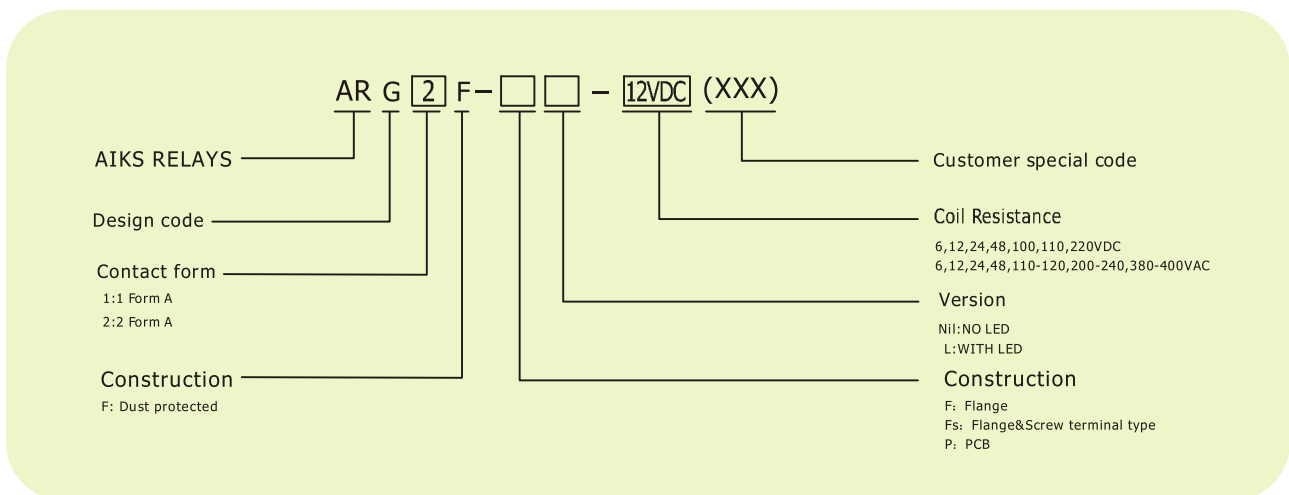 AR G 2 F- - 12VDC (XXX)
AIKS RELAYS
Design code
Contact form
1:1 Form A
2:2 Form A
Construction
F: Dust protected
Customer special code
Coil Resistance
6,12,24,48,100,110,220VDC
6,12,24,48,110-120,200-240,380-400VAC
Version
Nil:NO LED
L:WITH LED
Construction
F: Flange
Fs: Flange&Screw terminal type
P: PCB